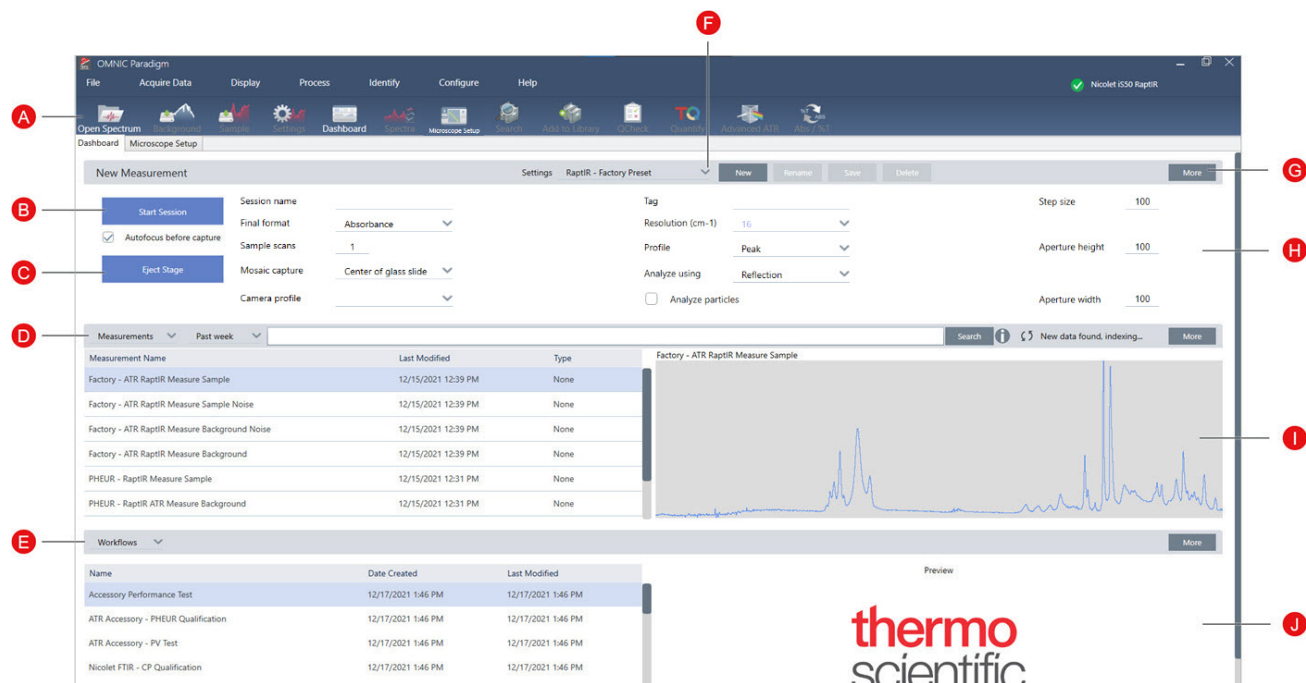 F
OMNIC Paradigm
File Acquire Data Display Process Identify Configure Help
Nicolet iS50 RaptIR
A
Open Spectrum Background Sample Settings Dashboard Spectra Microscope Setup Search Add to Library QCheck Quantify Advanced ATR Abs / %T
Dashboard Microscope Setup
New Measurement Settings RaptIR - Factory Preset New Rename Save Delete More
G
B
Start Session
Session name Tag Step size 100
Final format Absorbance Resolution (cm-1) 16
Autofocus before capture
Sample scans 1 Profile Peak Aperture height 100
H
C
Eject Stage
Mosaic capture Center of glass slide Analyze using Reflection
Camera profile Analyze particles Aperture width 100
D
Measurements Past week Search New data found, indexing... More
Measurement Name Last Modified Type
Factory - ATR RaptIR Measure Sample
Factory - ATR RaptIR Measure Sample 12/15/2021 12:39 PM None
Factory - ATR RaptIR Measure Sample Noise 12/15/2021 12:39 PM None
Factory - ATR RaptIR Measure Background Noise 12/15/2021 12:39 PM None
I
Factory - ATR RaptIR Measure Background 12/15/2021 12:39 PM None
PHEUR - RaptIR Measure Sample 12/15/2021 12:31 PM None
PHEUR - RaptIR ATR Measure Background 12/15/2021 12:31 PM None
E
Workflows More
Name Date Created Last Modified
Preview
Accessory Performance Test 12/17/2021 1:46 PM 12/17/2021 1:46 PM
ATR Accessory - PHEUR Qualification 12/17/2021 1:46 PM 12/17/2021 1:46 PM
ATR Accessory - PV Test 12/17/2021 1:46 PM 12/17/2021 1:46 PM
Nicolet FTIR - CP Qualification 12/17/2021 1:46 PM 12/17/2021 1:46 PM
thermo
scientific
J